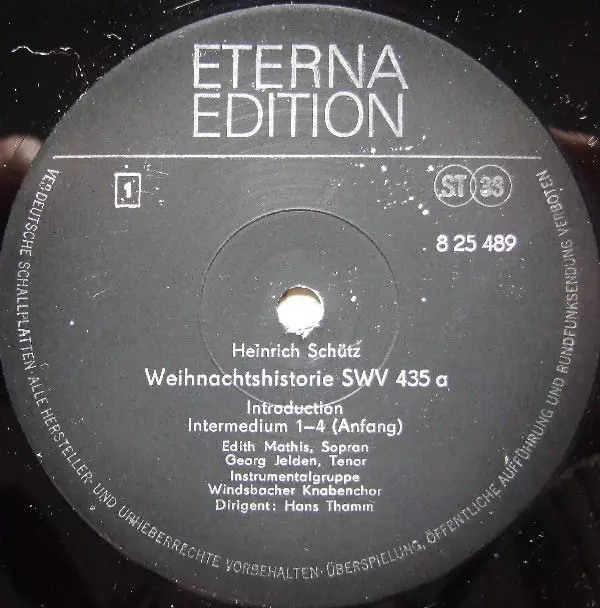 ETERNA
EDITION
1
ST 33
8 25 489
Heinrich Schütz
Weihnachtshistorie SWV 435 a
Introduction
Intermedium 1–4 (Anfang)
Edith Mathis, Sopran
Georg Jelden, Tenor
Instrumentalgruppe
Windsbacher Knabenchor
Dirigent: Hans Thamm
VEB DEUTSCHE SCHALLPLATTEN · ALLE HERSTELLER- UND URHEBERRECHTE VORBEHALTEN · ÜBERSPIELUNG, ÖFFENTLICHE AUFFÜHRUNG UND RUNDFUNKSENDUNG VERBOTEN